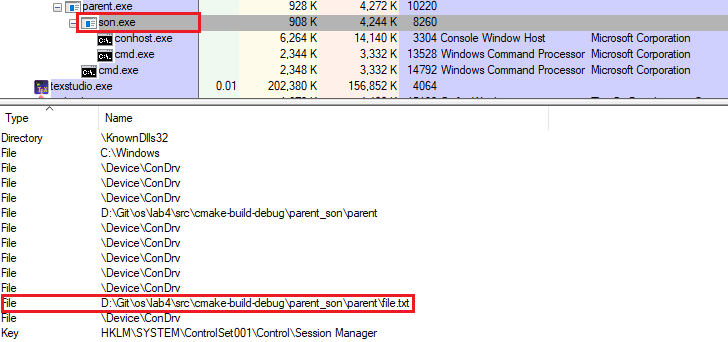 parent.exe 928 K 4,272 K 10220
son.exe 908 K 4,244 K 8260
conhost.exe 6,264 K 14,140 K 3304 Console Window Host Microsoft Corporation
cmd.exe 2,344 K 3,332 K 13528 Windows Command Processor Microsoft Corporation
cmd.exe 2,348 K 3,332 K 14792 Windows Command Processor Microsoft Corporation
texstudio.exe 0.01 202,380 K 156,852 K 4064
Type Name
Directory \KnownDlls32
File C:\Windows
File \Device\ConDrv
File \Device\ConDrv
File \Device\ConDrv
File D:\Git\os\lab4\src\cmake-build-debug\parent_son\parent
File \Device\ConDrv
File \Device\ConDrv
File \Device\ConDrv
File \Device\ConDrv
File \Device\ConDrv
File D:\Git\os\lab4\src\cmake-build-debug\parent_son\parent\file.txt
File \Device\ConDrv
Key HKLM\SYSTEM\ControlSet001\Control\Session Manager